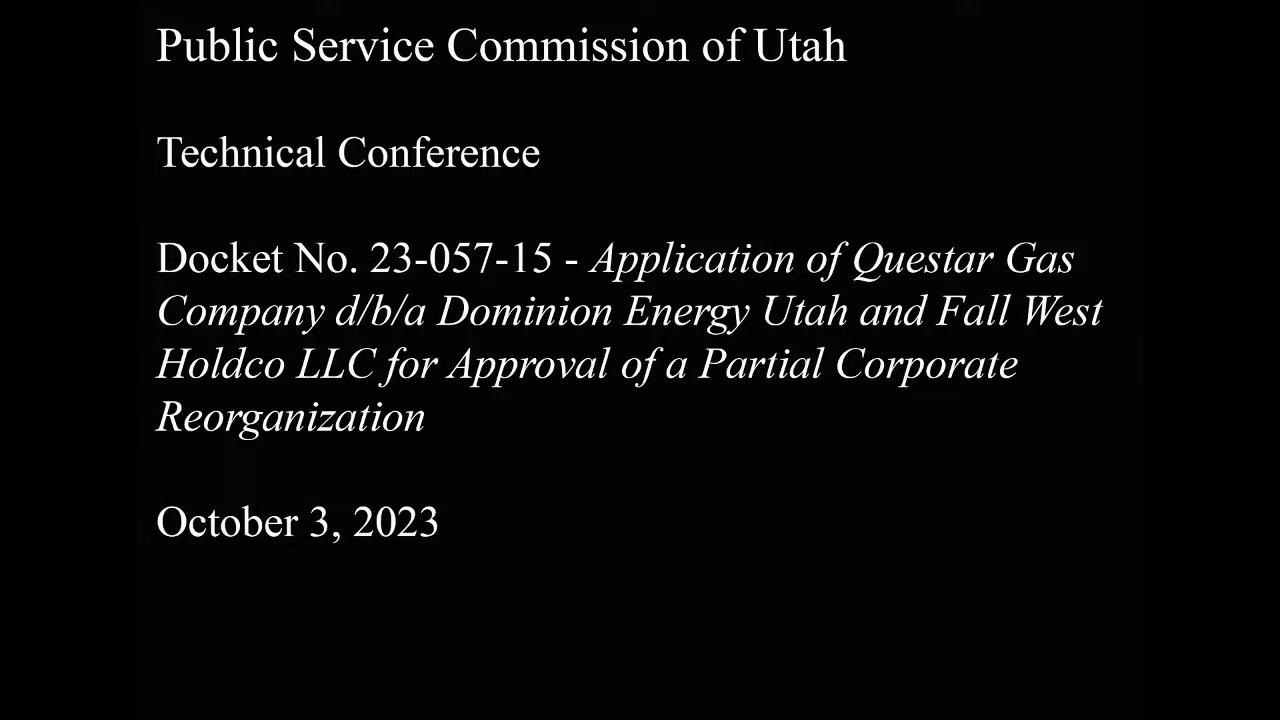 Public Service Commission of Utah
Technical Conference
Docket No. 23-057-15 - Application of Questar Gas
Company d/b/a Dominion Energy Utah and Fall West
Holdco LLC for Approval of a Partial Corporate
Reorganization
October 3, 2023